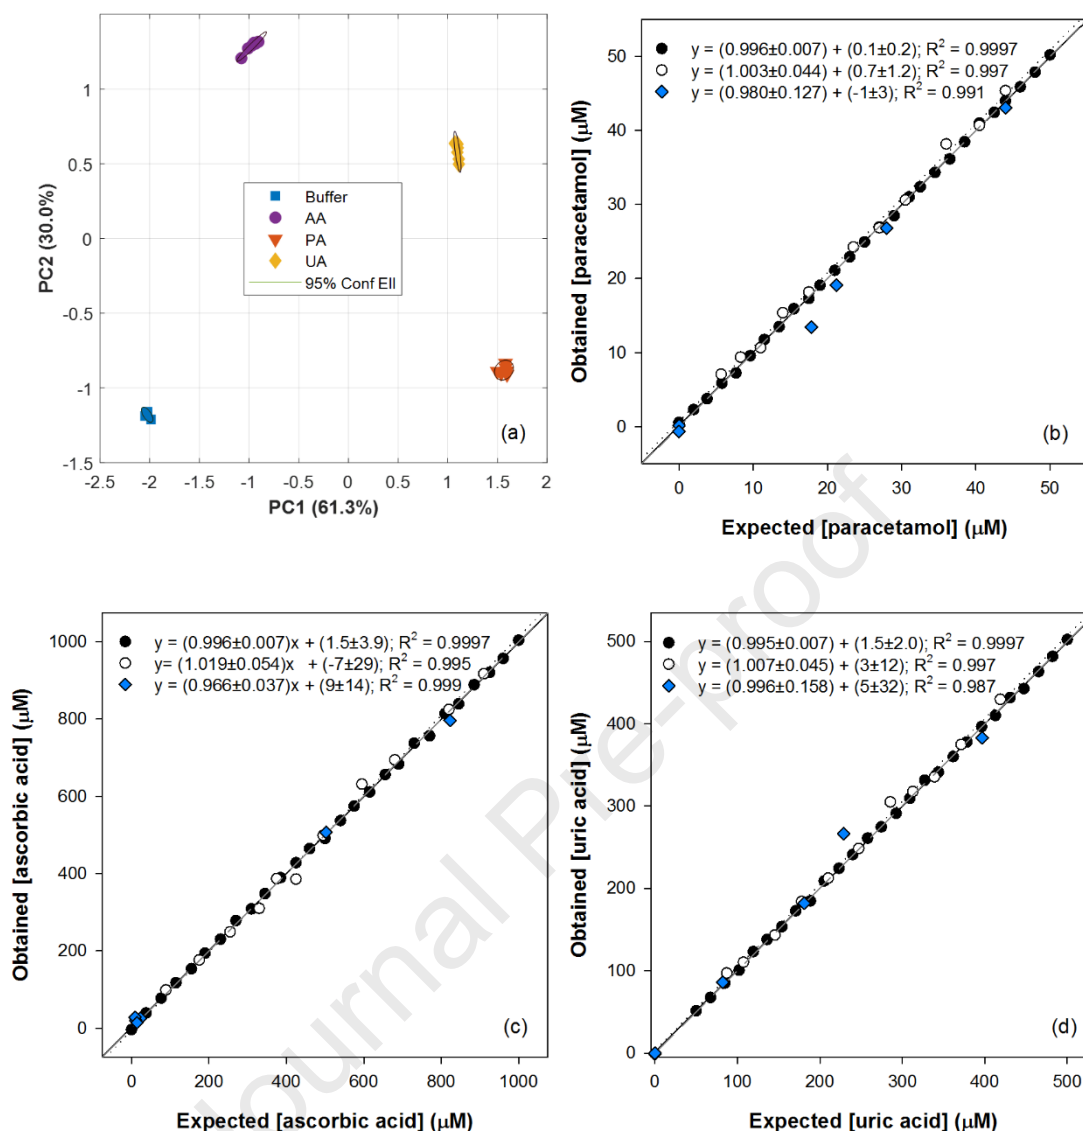 PC2 (30.0%)
1
0.5
0
-0.5
-1
-1.5
Buffer
AA
PA
UA
95% Conf Ell
(a)
-2.5 -2 -1.5 -1 -0.5 0 0.5 1 1.5 2
PC1 (61.3%)
Obtained [paracetamol] (μM)
50
40
30
20
10
0
y = (0.996±0.007) + (0.1±0.2); R² = 0.9997
y = (1.003±0.044) + (0.7±1.2); R² = 0.997
y = (0.980±0.127) + (-1±3); R² = 0.991
(b)
0 10 20 30 40 50
Expected [paracetamol] (μM)
Obtained [ascorbic acid] (μM)
1000
800
600
400
200
0
y = (0.996±0.007)x + (1.5±3.9); R² = 0.9997
y= (1.019±0.054)x + (-7±29); R² = 0.995
y = (0.966±0.037)x + (9±14); R² = 0.999
(c)
0 200 400 600 800 1000
Expected [ascorbic acid] (μM)
Obtained [uric acid] (μM)
500
400
300
200
100
0
y = (0.995±0.007) + (1.5±2.0); R² = 0.9997
y = (1.007±0.045) + (3±12); R² = 0.997
y = (0.996±0.158) + (5±32); R² = 0.987
(d)
0 100 200 300 400 500
Expected [uric acid] (μM)
Journal Pre-proof